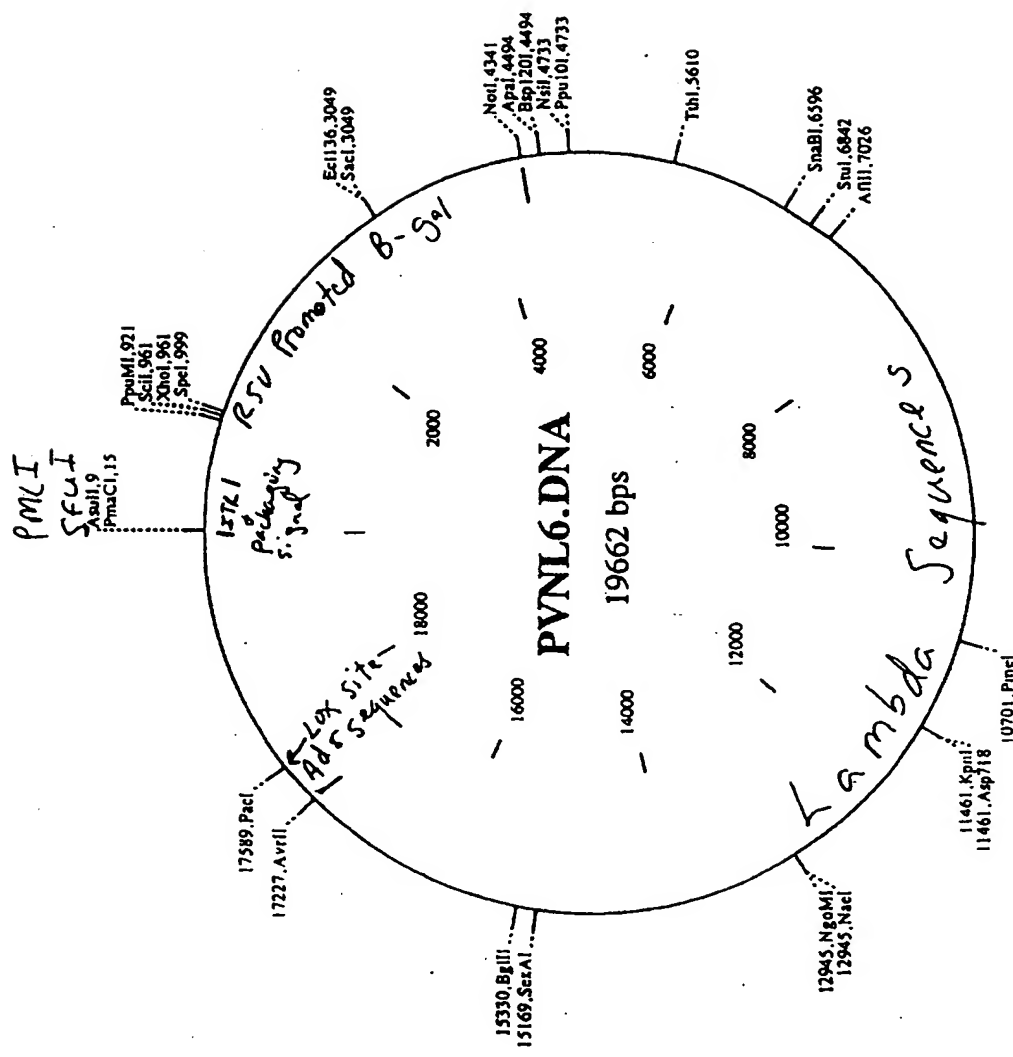 PMCI
SfuI
AsuII,9
PmaCI,15
PpuMI,921
SciI,961
XhoI,961
SpeI,999
Ecl136,3049
SacI,3049
NotI,4341
ApaI,4494
Bsp120I,4494
NsiI,4733
Ppu10I,4733
TthI,5610
SnaBI,6596
StuI,6842
AflII,7026
10701,PmeI
11461,KpnI
11461,Asp718
12945,NgoMI
12945,NaeI
15169,SexAI
15330,BglII
17227,AvrII
17589,PacI
packaging
signal
RSV Promoted B-gal
Lambda Sequences
Lox site
Ad5 Sequences
2000
4000
6000
8000
10000
12000
14000
16000
18000
PVNL6.DNA
19662 bps